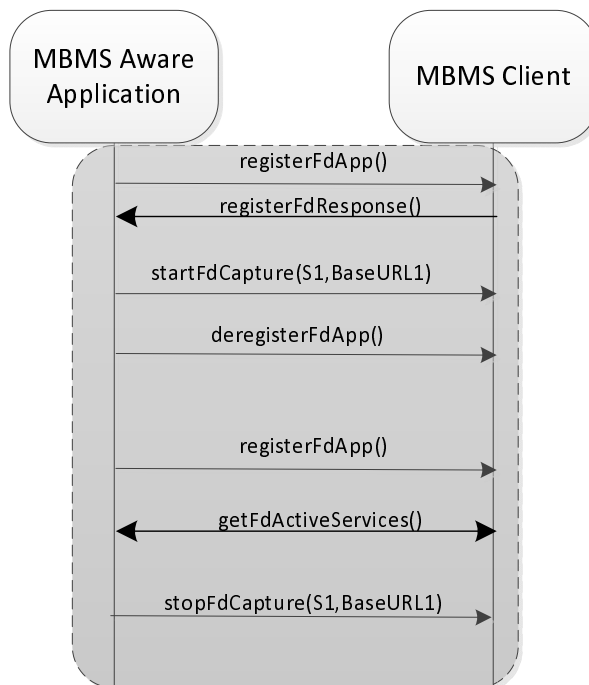 MBMS Aware
Application
MBMS Client
registerFdApp()
registerFdResponse()
startFdCapture(S1,BaseURL1)
deregisterFdApp()
registerFdApp()
getFdActiveServices()
stopFdCapture(S1,BaseURL1)